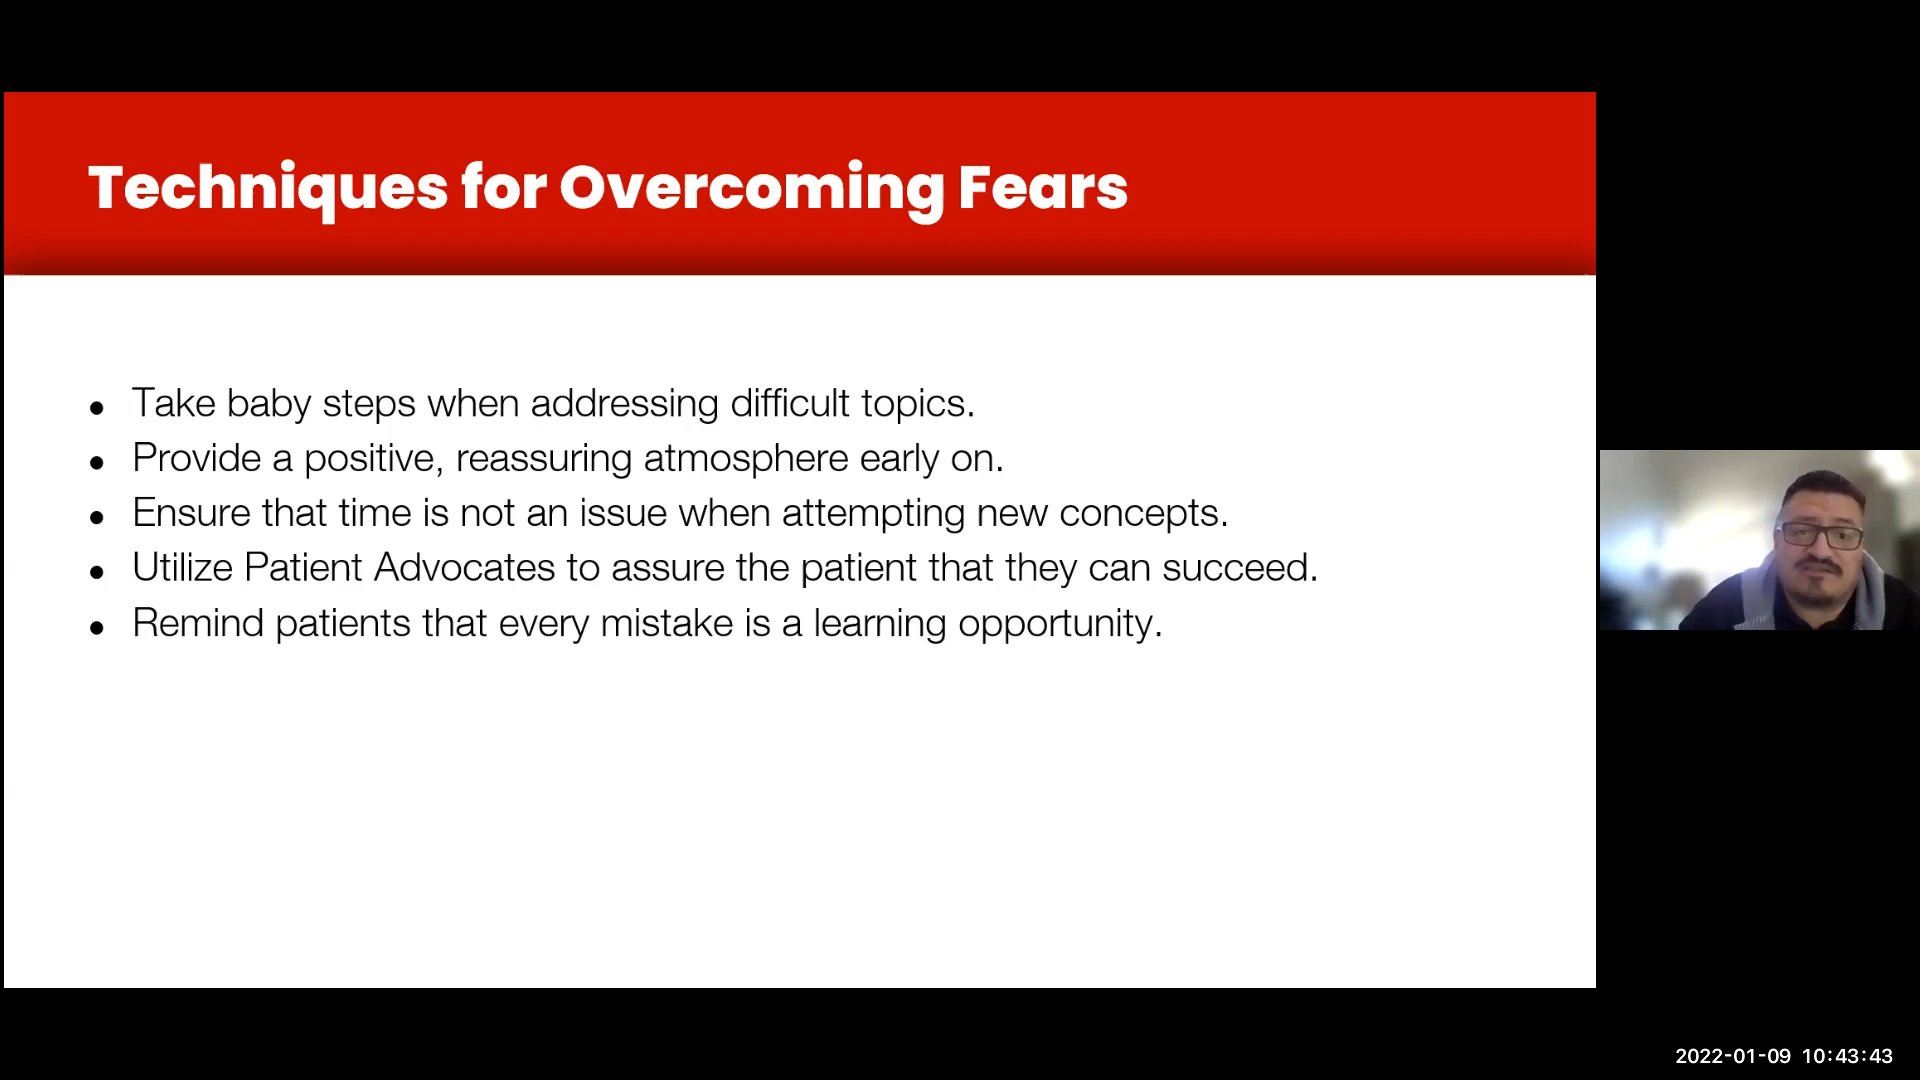 Techniques for Overcoming Fears
• Take baby steps when addressing difficult topics.
• Provide a positive, reassuring atmosphere early on.
• Ensure that time is not an issue when attempting new concepts.
• Utilize Patient Advocates to assure the patient that they can succeed.
• Remind patients that every mistake is a learning opportunity.
2022-01-09 10:43:43